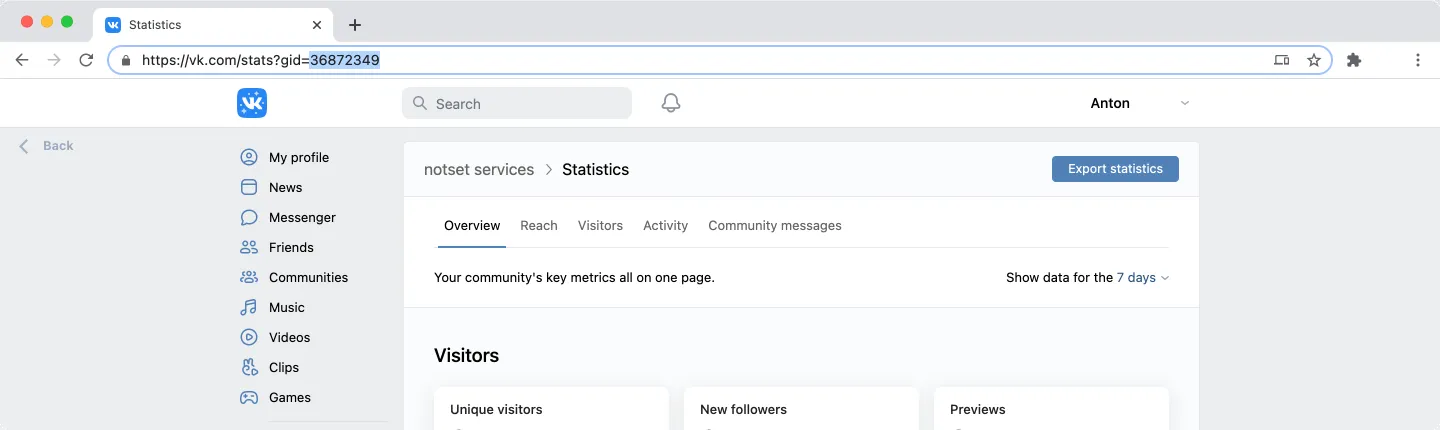 Statistics
https://vk.com/stats?gid=36872349
Search
Anton
Back
My profile
News
Messenger
Friends
Communities
Music
Videos
Clips
Games
notset services > Statistics
Export statistics
Overview Reach Visitors Activity Community messages
Your community's key metrics all on one page.
Show data for the 7 days
Visitors
Unique visitors
New followers
Previews